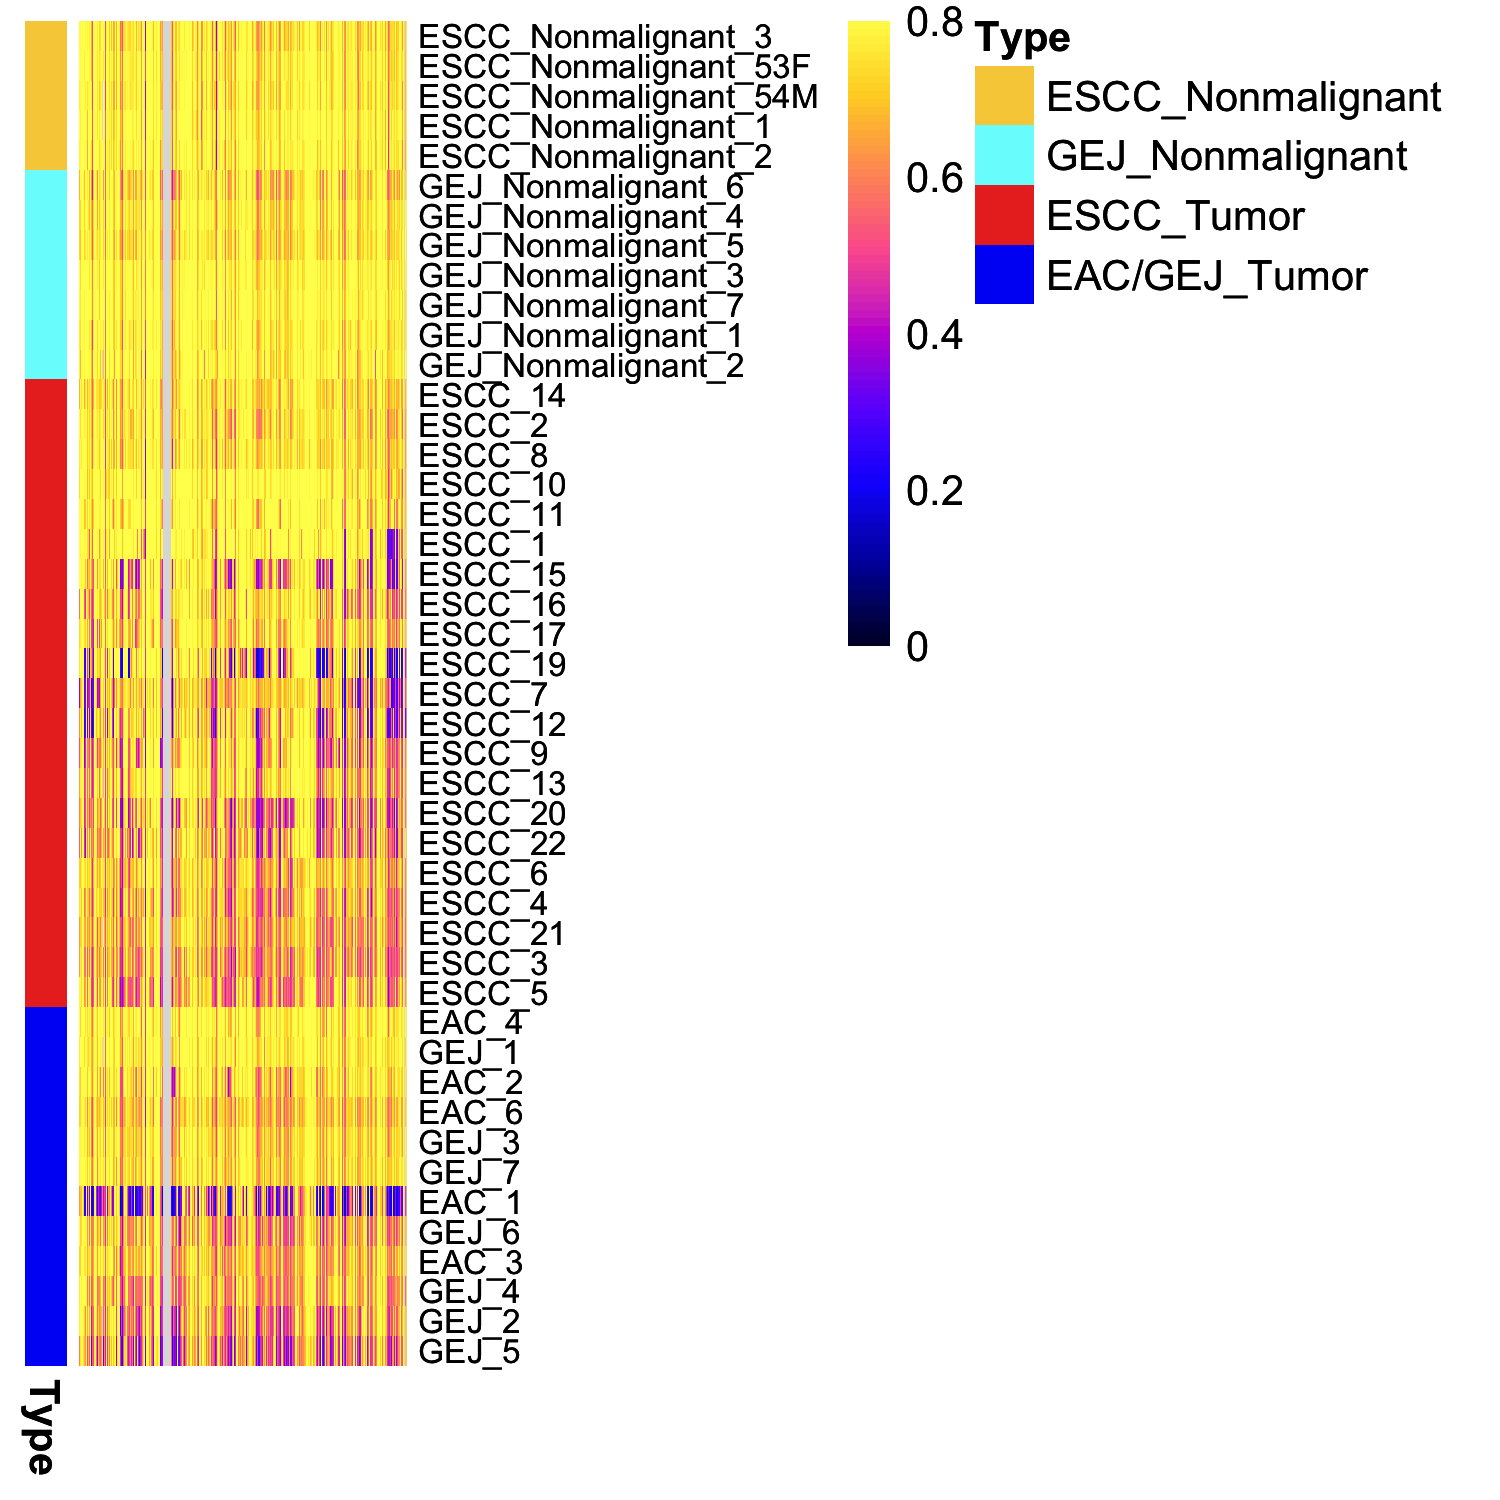 ESCC_Nonmalignant_3
ESCC_Nonmalignant_53F
ESCC_Nonmalignant_54M
ESCC_Nonmalignant_1
ESCC_Nonmalignant_2
GEJ_Nonmalignant_6
GEJ_Nonmalignant_4
GEJ_Nonmalignant_5
GEJ_Nonmalignant_3
GEJ_Nonmalignant_7
GEJ_Nonmalignant_1
GEJ_Nonmalignant_2
ESCC_14
ESCC_2
ESCC_8
ESCC_10
ESCC_11
ESCC_1
ESCC_15
ESCC_16
ESCC_17
ESCC_19
ESCC_7
ESCC_12
ESCC_9
ESCC_13
ESCC_20
ESCC_22
ESCC_6
ESCC_4
ESCC_21
ESCC_3
ESCC_5
EAC_4
GEJ_1
EAC_2
EAC_6
GEJ_3
GEJ_7
EAC_1
GEJ_6
EAC_3
GEJ_4
GEJ_2
GEJ_5
Type
0.8
0.6
0.4
0.2
0
Type
ESCC_Nonmalignant
GEJ_Nonmalignant
ESCC_Tumor
EAC/GEJ_Tumor